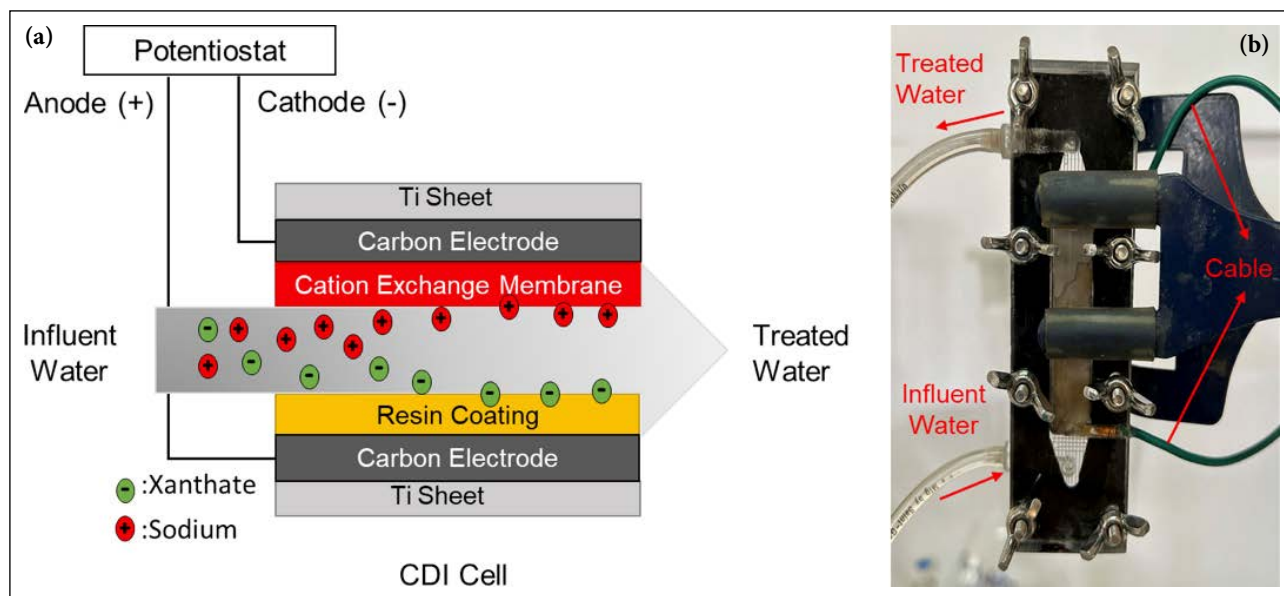 (a)
Potentiostat
Anode (+)
Cathode (-)
Ti Sheet
Carbon Electrode
Cation Exchange Membrane
Influent
Water
Treated
Water
Resin Coating
Carbon Electrode
Ti Sheet
- :Xanthate
+ :Sodium
CDI Cell
(b)
Treated
Water
Cable
Influent
Water